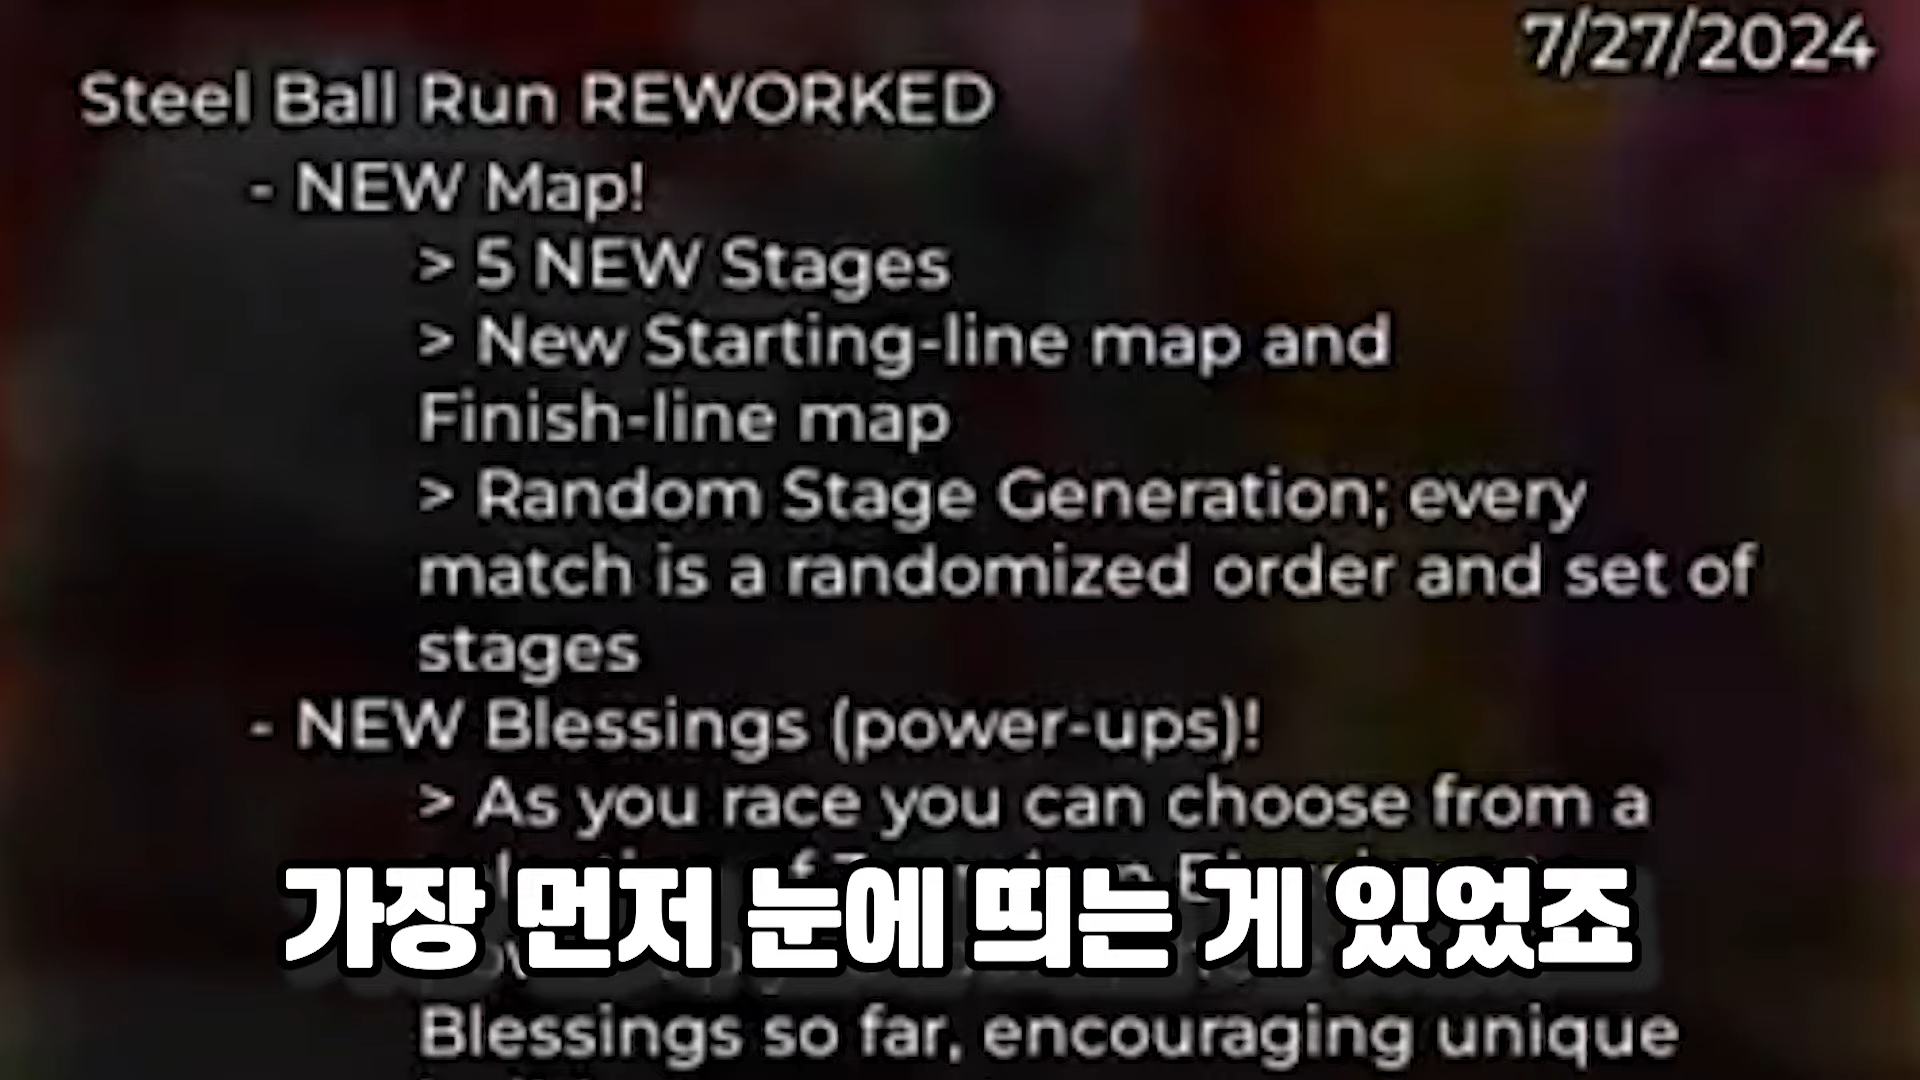 7/27/2024
Steel Ball Run REWORKED
- NEW Map!
> 5 NEW Stages
> New Starting-line map and
Finish-line map
> Random Stage Generation; every
match is a randomized order and set of
stages
- NEW Blessings (power-ups)!
> As you race you can choose from a
가장 먼저 눈에 띄는 게 있었죠
Blessings so far, encouraging unique